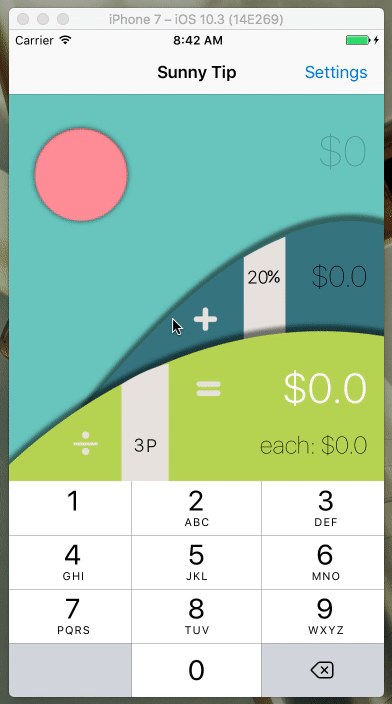 iPhone 7 – iOS 10.3 (14E269)
Carrier 8:42 AM
Sunny Tip Settings
$0
20% $0.0
+
= $0.0
÷ 3P each: $0.0
1 2 3
ABC DEF
4 5 6
GHI JKL MNO
7 8 9
PQRS TUV WXYZ
0